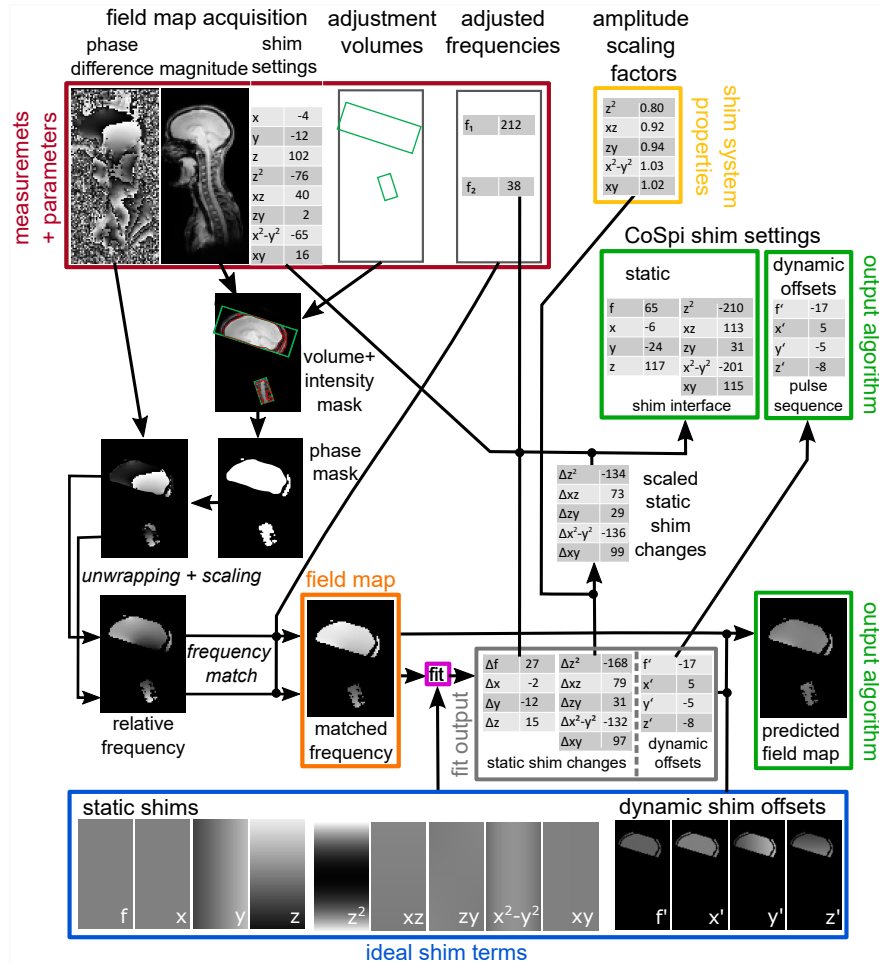 field map acquisition
adjustment
volumes
adjusted
frequencies
amplitude
scaling
factors
phase
difference
magnitude
shim
settings
measuremets
+ parameters
x -4
y -12
z 102
z² -76
xz 40
zy 2
x²-y² -65
xy 16
f₁ 212
f₂ 38
z² 0.80
xz 0.92
zy 0.94
x²-y² 1.03
xy 1.02
shim system
properties
CoSpi shim settings
static
f 65 z² -210
x -6 xz 113
y -24 zy 31
z 117 x²-y² -201
xy 115
shim interface
dynamic
offsets
f' -17
x' 5
y' -5
z' -8
pulse
sequence
output algorithm
volume+
intensity
mask
phase
mask
unwrapping + scaling
Δz² -134
Δxz 73
Δzy 29
Δx²-y² -136
Δxy 99
scaled
static
shim
changes
field map
frequency
match
relative
frequency
matched
frequency
fit
fit output
Δf 27 Δz² -168
Δx -2 Δxz 79
Δy -12 Δzy 31
Δz 15 Δx²-y² -132
Δxy 97
static shim changes
f' -17
x' 5
y' -5
z' -8
dynamic
offsets
predicted
field map
output algorithm
static shims
dynamic shim offsets
f x y z z² xz zy x²-y² xy
f' x' y' z'
ideal shim terms